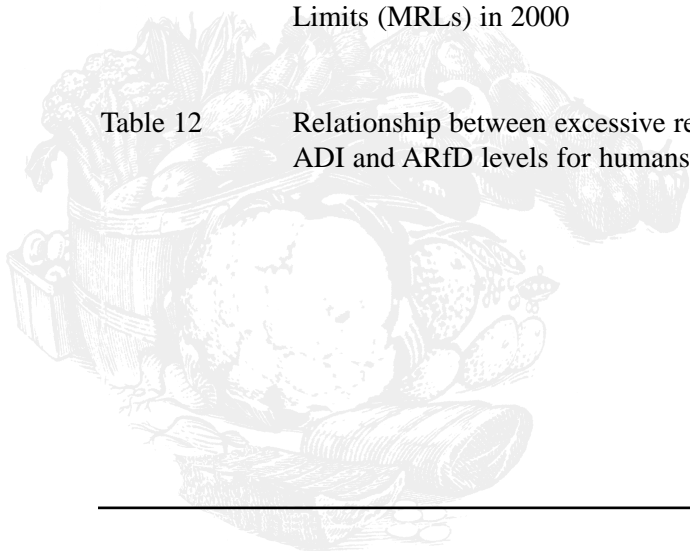 Limits (MRLs) in 2000
Table 12 Relationship between excessive re
ADI and ARfD levels for humans